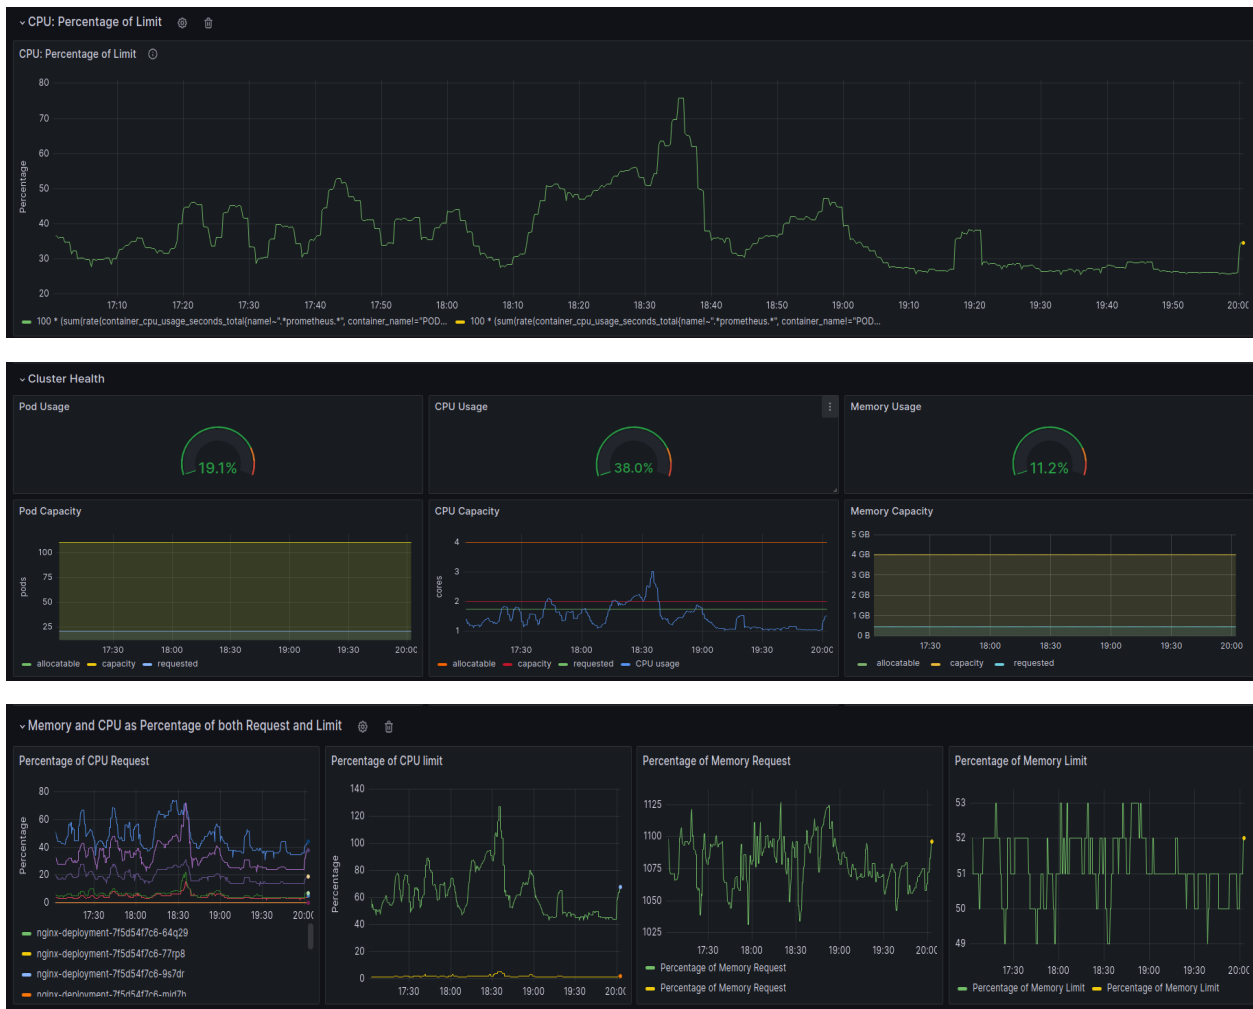 CPU: Percentage of Limit
CPU: Percentage of Limit
80
70
60
50
40
30
20
Percentage
17:10 17:20 17:30 17:40 17:50 18:00 18:10 18:20 18:30 18:40 18:50 19:00 19:10 19:20 19:30 19:40 19:50 20:00
100 * (sum(rate(container_cpu_usage_seconds_total{name!~".*prometheus.*", container_name!="POD... 100 * (sum(rate(container_cpu_usage_seconds_total{name!~".*prometheus.*", container_name!="POD...
Cluster Health
Pod Usage
19.1%
CPU Usage
38.0%
Memory Usage
11.2%
Pod Capacity
100
75
50
25
pods
17:30 18:00 18:30 19:00 19:30 20:00
allocatable capacity requested
CPU Capacity
4
3
2
1
cores
17:30 18:00 18:30 19:00 19:30 20:00
allocatable capacity requested CPU usage
Memory Capacity
5 GB
4 GB
3 GB
2 GB
1 GB
0 B
17:30 18:00 18:30 19:00 19:30 20:00
allocatable capacity requested
Memory and CPU as Percentage of both Request and Limit
Percentage of CPU Request
80
60
40
20
0
Percentage
17:30 18:00 18:30 19:00 19:30 20:00
nginx-deployment-7f5d54f7c6-64q29
nginx-deployment-7f5d54f7c6-77rp8
nginx-deployment-7f5d54f7c6-9s7dr
Percentage of CPU limit
140
120
100
80
60
40
20
0
Percentage
17:30 18:00 18:30 19:00 19:30 20:00
Percentage of Memory Request
1125
1100
1075
1050
1025
17:30 18:00 18:30 19:00 19:30 20:00
Percentage of Memory Request
Percentage of Memory Request
Percentage of Memory Limit
53
52
51
50
49
17:30 18:00 18:30 19:00 19:30 20:00
Percentage of Memory Limit Percentage of Memory Limit